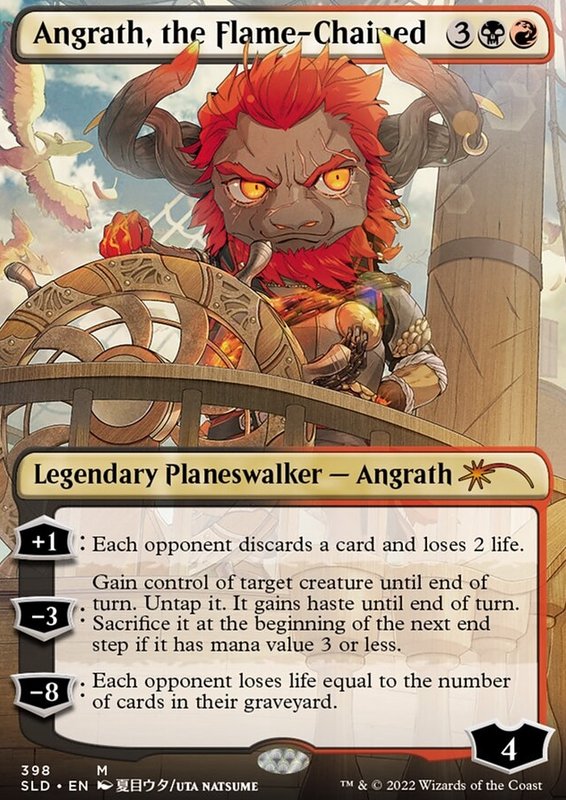 Angrath, the Flame-Chained 3
Legendary Planeswalker — Angrath
+1: Each opponent discards a card and loses 2 life.
Gain control of target creature until end of
−3: turn. Untap it. It gains haste until end of turn.
Sacrifice it at the beginning of the next end
step if it has mana value 3 or less.
−8: Each opponent loses life equal to the number
of cards in their graveyard.
4
398 M
SLD • EN 夏目ウタ/UTA NATSUME
™ & © 2022 Wizards of the Coast